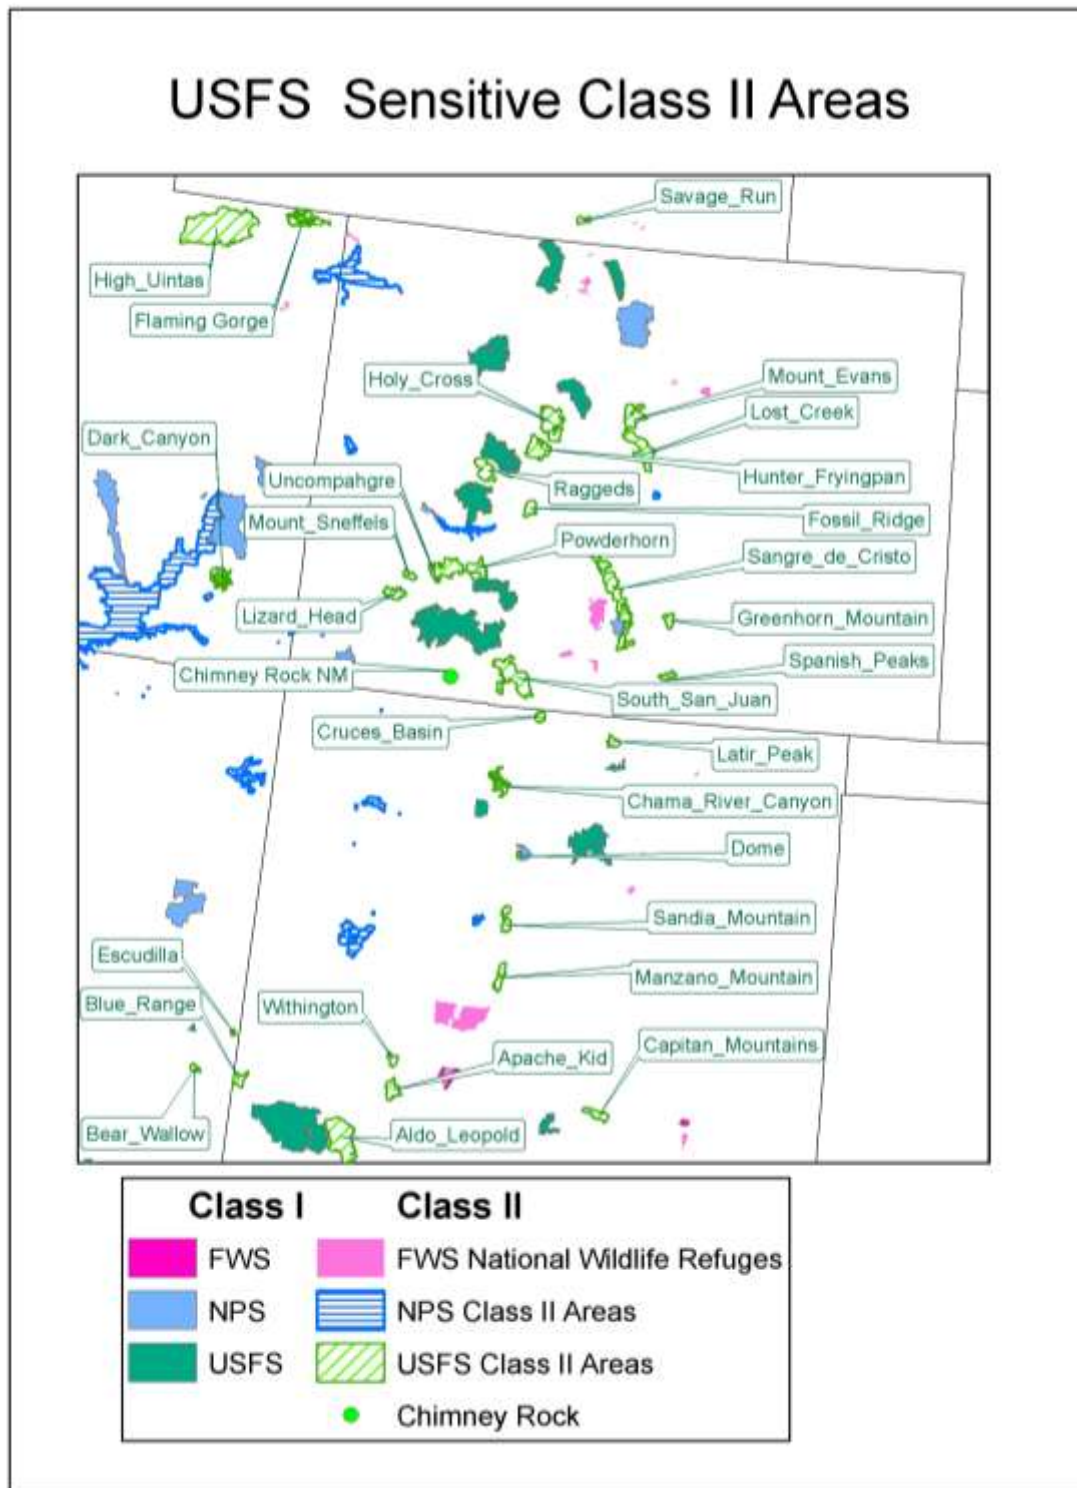 USFS Sensitive Class II Areas
Savage_Run
High_Uintas
Flaming Gorge
Holy_Cross
Mount_Evans
Lost_Creek
Dark_Canyon
Uncompahgre
Hunter_Fryingpan
Raggeds
Mount_Sneffels
Fossil_Ridge
Powderhorn
Sangre_de_Cristo
Lizard_Head
Greenhorn_Mountain
Chimney Rock NM
Spanish_Peaks
South_San_Juan
Cruces_Basin
Latir_Peak
Chama_River_Canyon
Dome
Sandia_Mountain
Escudilla
Manzano_Mountain
Blue_Range
Withington
Apache_Kid
Capitan_Mountains
Bear_Wallow
Aldo_Leopold
Class I Class II
FWS FWS National Wildlife Refuges
NPS NPS Class II Areas
USFS USFS Class II Areas
Chimney Rock